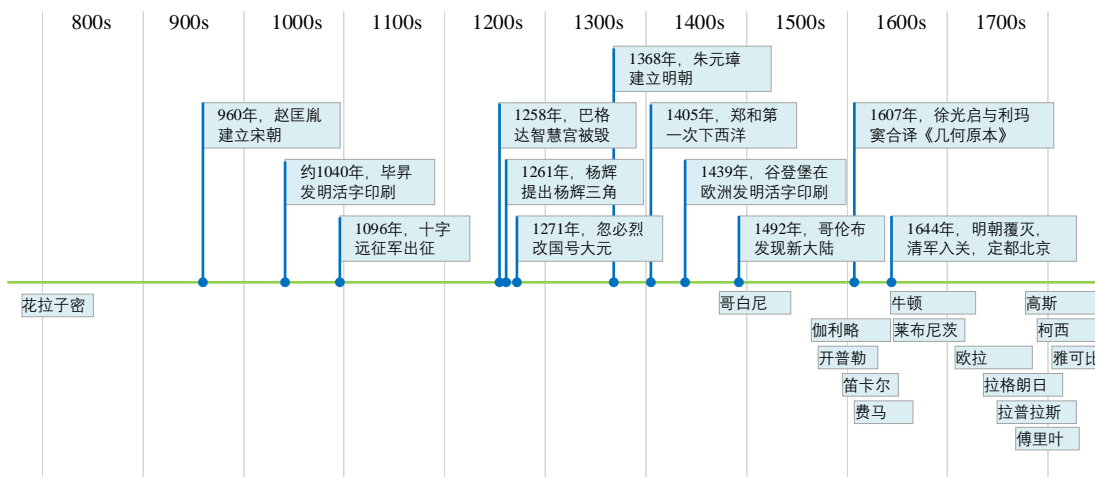 800s 900s 1000s 1100s 1200s 1300s 1400s 1500s 1600s 1700s
1368年，朱元璋
建立明朝
960年，赵匡胤
建立宋朝
1258年，巴格
达智慧宫被毁
1405年，郑和第
一次下西洋
1607年，徐光启与利玛
窦合译《几何原本》
约1040年，毕昇
发明活字印刷
1261年，杨辉
提出杨辉三角
1439年，谷登堡在
欧洲发明活字印刷
1096年，十字
远征军出征
1271年，忽必烈
改国号大元
1492年，哥伦布
发现新大陆
1644年，明朝覆灭，
清军入关，定都北京
花拉子密
哥白尼
牛顿
高斯
伽利略
莱布尼茨
柯西
开普勒
欧拉
雅可比
笛卡尔
拉格朗日
费马
拉普拉斯
傅里叶